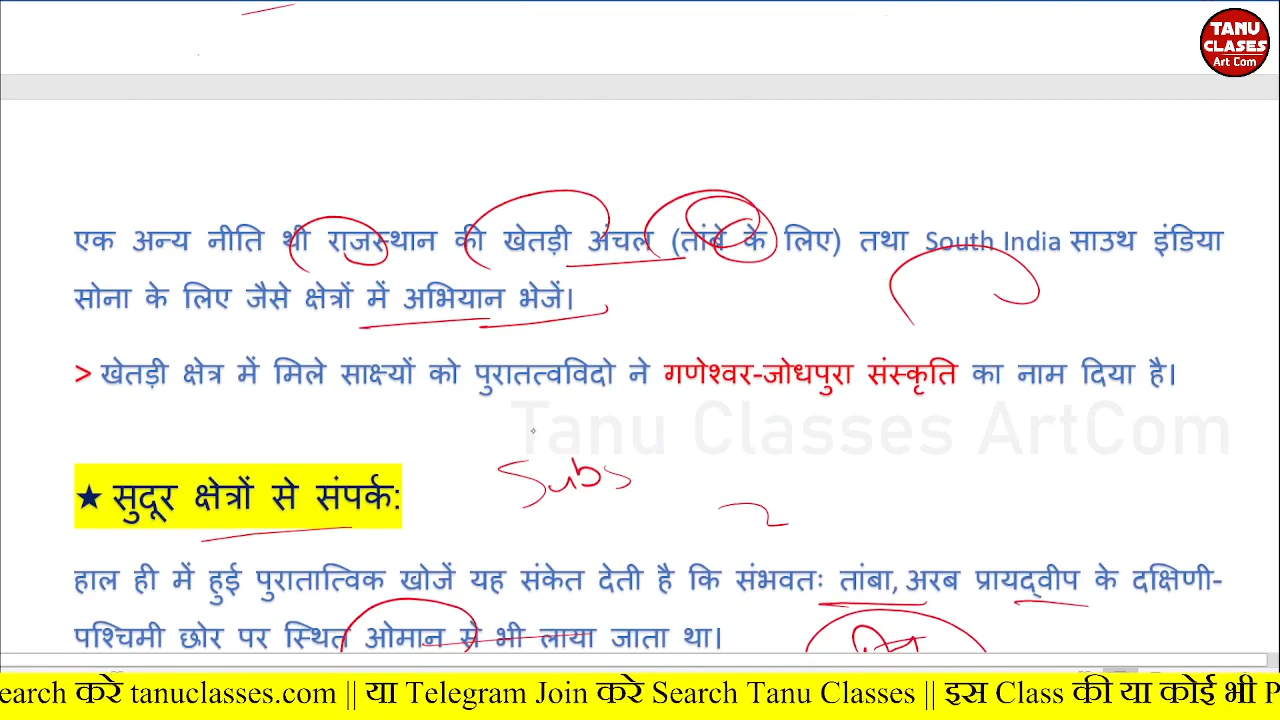 TANU
CLASES
Art Com
एक अन्य नीति थी राजस्थान की खेतड़ी अंचल (तांबे के लिए) तथा South India साउथ इंडिया
सोना के लिए जैसे क्षेत्रों में अभियान भेजें।
> खेतड़ी क्षेत्र में मिले साक्ष्यों को पुरातत्वविदो ने गणेश्वर-जोधपुरा संस्कृति का नाम दिया है।
Tanu Classes ArtCom
Subs
★ सुदूर क्षेत्रों से संपर्क:
हाल ही में हुई पुरातात्विक खोजें यह संकेत देती है कि संभवतः तांबा, अरब प्रायद्वीप के दक्षिणी-
पश्चिमी छोर पर स्थित ओमान से भी लाया जाता था।
earch करे tanuclasses.com || या Telegram Join करे Search Tanu Classes || इस Class की या कोई भी P